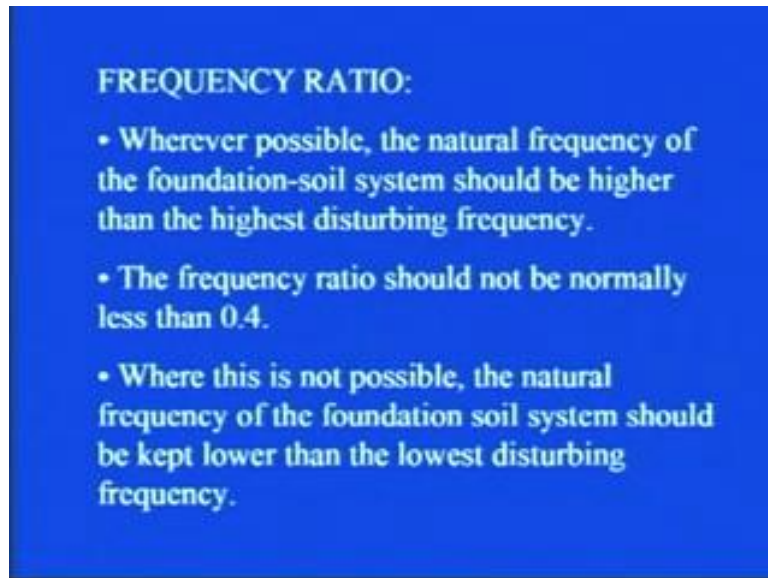 FREQUENCY RATIO:
• Wherever possible, the natural frequency of
the foundation-soil system should be higher
than the highest disturbing frequency.
• The frequency ratio should not be normally
less than 0.4.
• Where this is not possible, the natural
frequency of the foundation soil system should
be kept lower than the lowest disturbing
frequency.